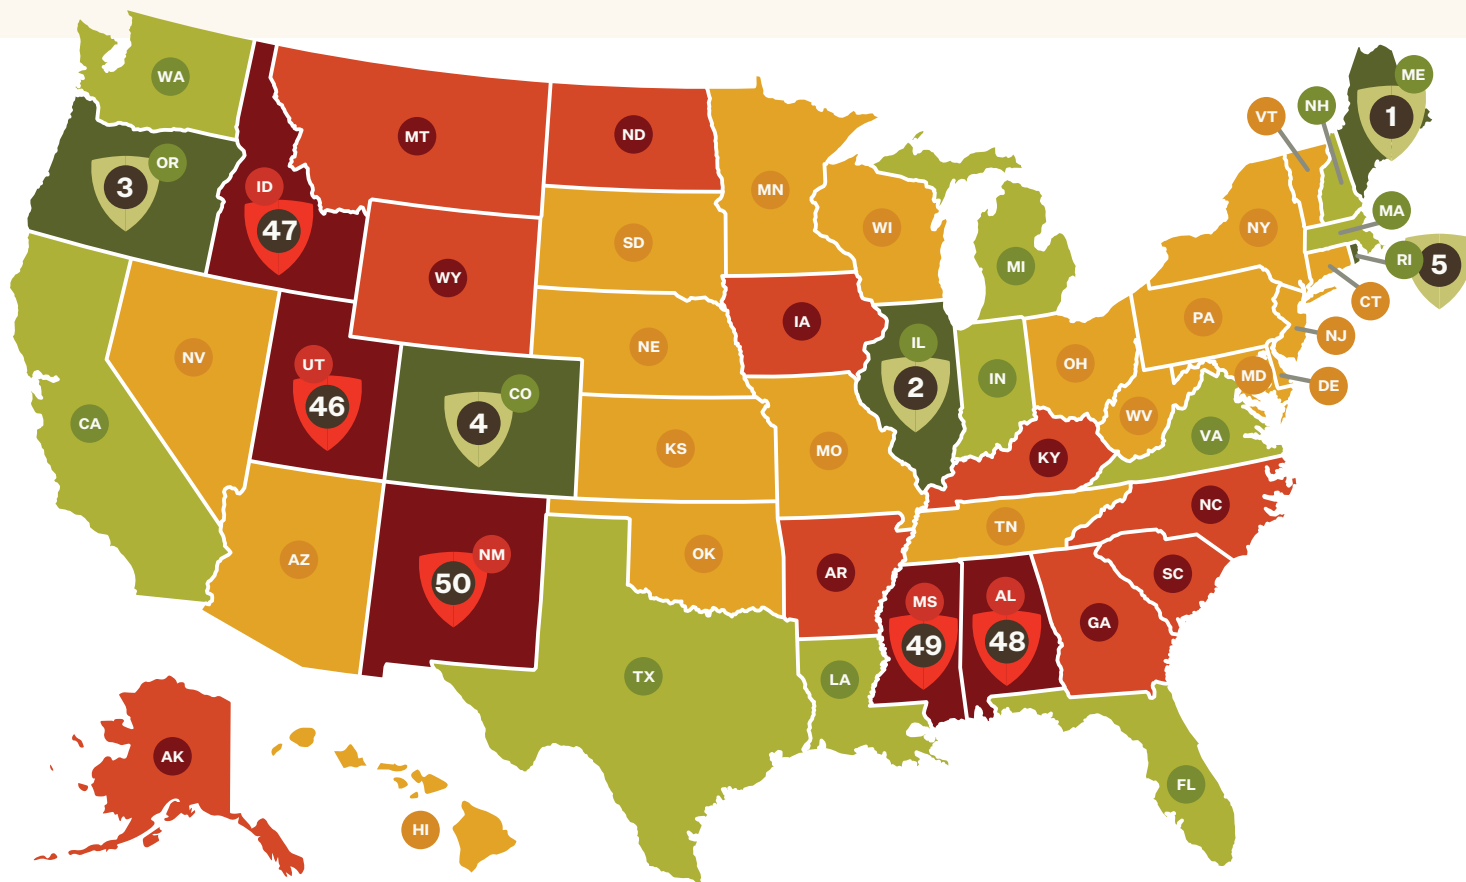 WA
ME
1
NH
VT
MT
ND
OR
3
ID
47
MN
MA
NY
WI
SD
RI
5
MI
WY
CT
PA
IA
NJ
IL
2
NE
NV
UT
46
OH
MD
IN
DE
CO
4
WV
CA
VA
KS
MO
KY
NC
TN
OK
AZ
NM
50
AR
SC
MS
49
AL
48
GA
TX
LA
AK
FL
HI